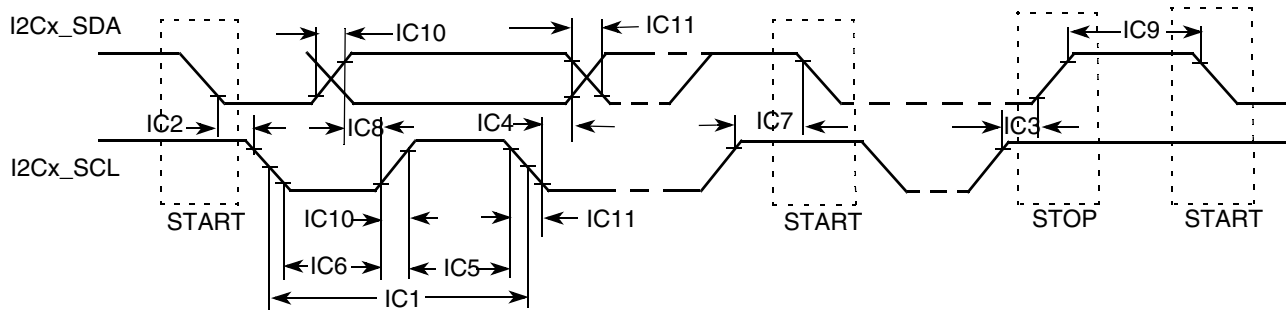 I2Cx_SDA
IC10
IC11
IC9
IC2
IC8
IC4
IC7
IC3
I2Cx_SCL
START
IC10
IC11
START
STOP
START
IC6
IC5
IC1